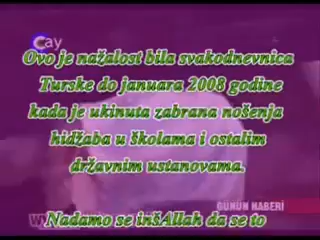 Çay
Ovo je nažalost bila svakodnevnica
Turske do januara 2008 godine
kada je ukinuta zabrana nošenja
hidžaba u školama i ostalim
državnim ustanovama.
GÜNÜN HABERİ
Nadamo se inšAllah da se to